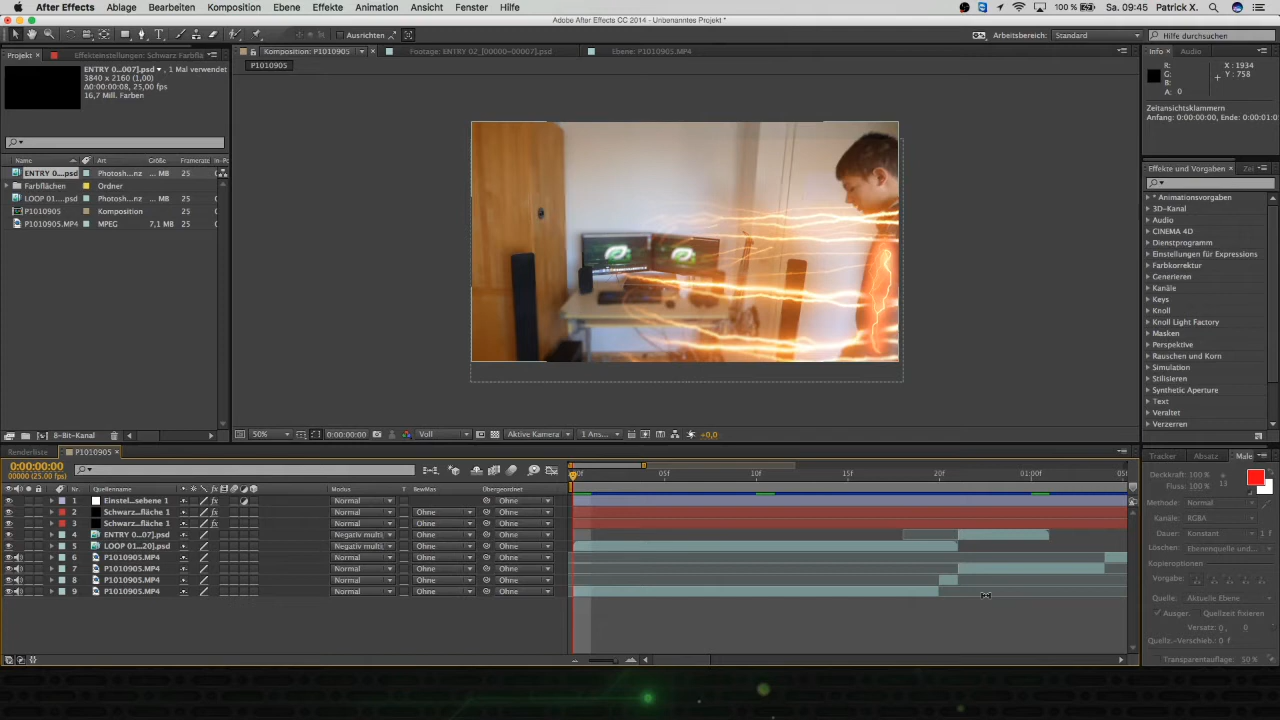 After Effects  Ablage  Bearbeiten  Komposition  Ebene  Effekte  Animation  Ansicht  Fenster  Hilfe  100 %  Sa. 09:45  Patrick X.
Adobe After Effects CC 2014 - Unbenanntes Projekt *
Ausrichten  Arbeitsbereich:  Standard  Hilfe durchsuchen
Projekt  Effekteinstellungen: Schwarz Farbflä  Komposition: P1010905  Footage: ENTRY 02_[00000–00007].psd  Ebene: P1010905.MP4  Info  Audio
P1010905
ENTRY 0...007].psd  , 1 Mal verwendet
3840 x 2160 (1,00)
Δ0:00:00:08, 25,00 fps
16,7 Mill. Farben
R:
G:
B:
A: 0
X : 1934
Y : 758
Zeitansichtsklammern
Anfang: 0:00:00:00, Ende: 0:00:01:0
Name  Art  Größe  Framerate  In-Po
ENTRY 0....psd  Photosh...nz  ... MB  25
Farbflächen  Ordner
LOOP 01....psd  Photosh...nz  ... MB  25
P1010905  Komposition  25
P1010905.MP4  MPEG  7,1 MB  25
Effekte und Vorgaben
* Animationsvorgaben
3D-Kanal
Audio
CINEMA 4D
Dienstprogramm
Einstellungen für Expressions
Farbkorrektur
Generieren
Kanäle
Keys
Knoll
Knoll Light Factory
Masken
Perspektive
Rauschen und Korn
Simulation
Stilisieren
Synthetic Aperture
Text
Veraltet
Verzerren
8-Bit-Kanal
50%  0:00:00:00  Voll  Aktive Kamera  1 Ans...  +0,0
Renderliste  P1010905
0:00:00:00
00000 (25.00 fps)
:00f  05f  10f  15f  20f  01:00f  05f
Nr.  Quellenname  Modus  T  BewMas  Übergeordnet
1  Einstel...sebene 1  Normal  Ohne
2  Schwarz...fläche 1  Normal  Ohne  Ohne
3  Schwarz...fläche 1  Normal  Ohne  Ohne
4  ENTRY 0...07].psd  Negativ multi  Ohne  Ohne
5  LOOP 01...20].psd  Negativ multi  Ohne  Ohne
6  P1010905.MP4  Normal  Ohne  Ohne
7  P1010905.MP4  Normal  Ohne  Ohne
8  P1010905.MP4  Normal  Ohne  Ohne
9  P1010905.MP4  Normal  Ohne  Ohne
Tracker  Absatz  Male
Deckkraft: 100 %
Fluss: 100 %
13
Methode:  Normal
Kanäle:  RGBA
Dauer:  Konstant  1 f
Löschen:  Ebenenquelle und...
Kopieroptionen
Vorgabe:
Quelle:  Aktuelle Ebene
Ausger.  Quellzeit fixieren
Versatz: 0 ,  0
Quellz.-Verschieb.: 0 f
Transparentauflage:  50 %